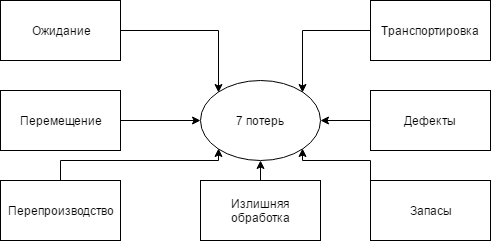 Ожидание
Транспортировка
Перемещение
7 потерь
Дефекты
Перепроизводство
Излишняя
обработка
Запасы